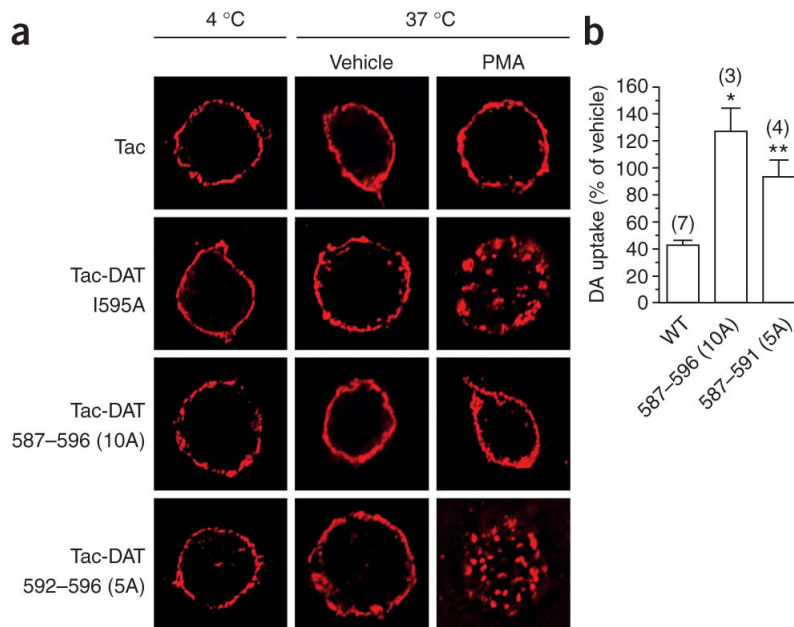 a
4 °C
37 °C
Vehicle
PMA
Tac
Tac-DAT
I595A
Tac-DAT
587–596 (10A)
Tac-DAT
592–596 (5A)
b
DA uptake (% of vehicle)
160
140
120
100
80
60
40
20
0
(7)
(3)
*
(4)
**
WT
587–596 (10A)
587–591 (5A)